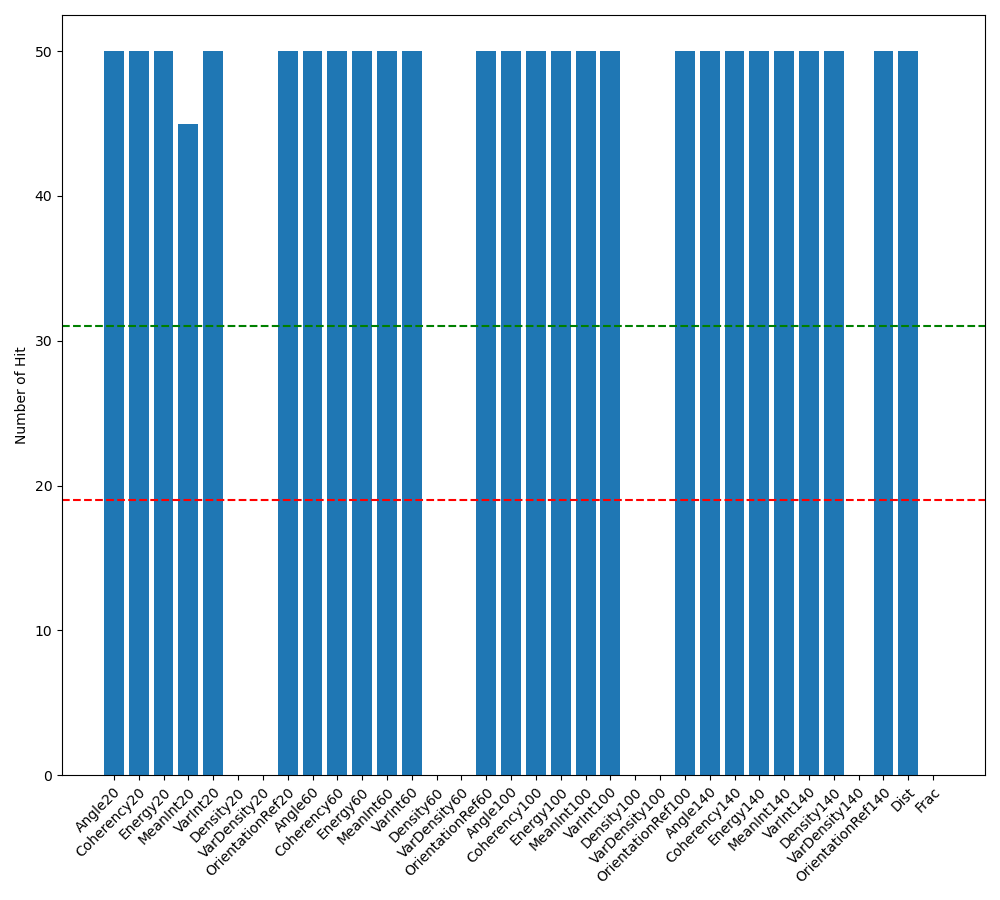 50
40
30
20
10
0
Number of Hit
Angle20
Coherency20
Energy20
MeanInt20
VarInt20
Density20
VarDensity20
OrientationRef20
Angle60
Coherency60
Energy60
MeanInt60
VarInt60
Density60
VarDensity60
OrientationRef60
Angle100
Coherency100
Energy100
MeanInt100
VarInt100
Density100
VarDensity100
OrientationRef100
Angle140
Coherency140
Energy140
MeanInt140
VarInt140
Density140
VarDensity140
OrientationRef140
Dist
Frac